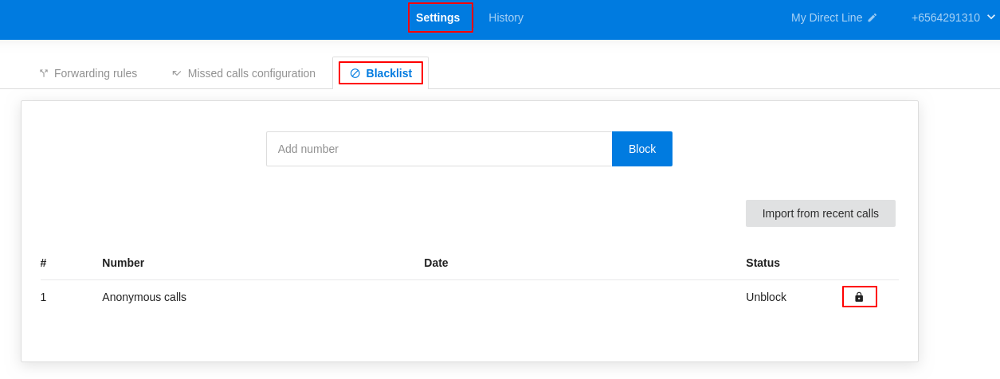 Settings History My Direct Line +6564291310
Forwarding rules Missed calls configuration Blacklist
Add number Block
Import from recent calls
# Number Date Status
1 Anonymous calls Unblock